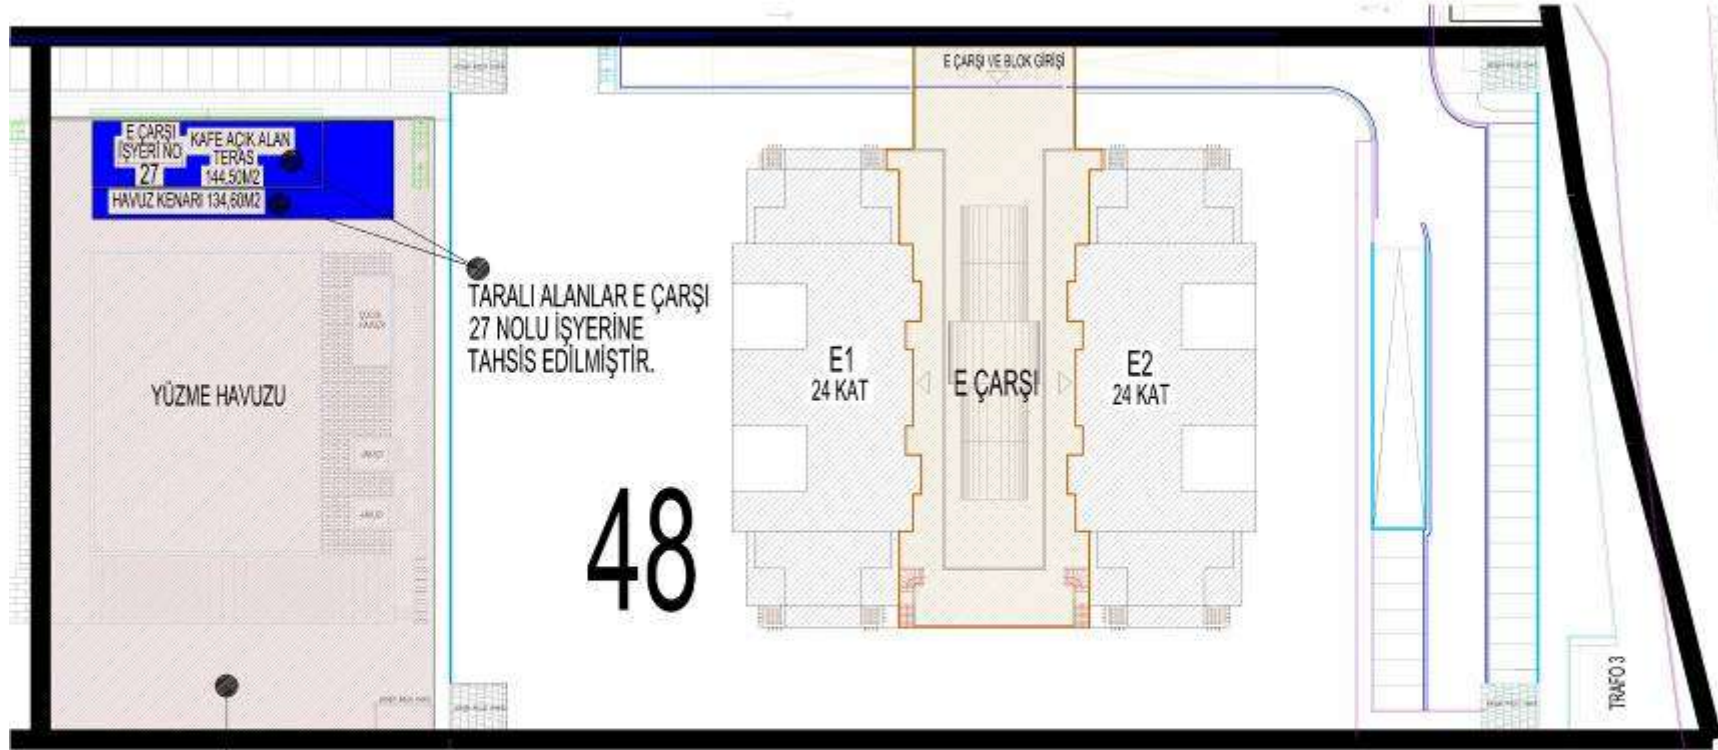 E ÇARŞI VE BLOK GİRİŞİ
E ÇARŞI
İŞYERİ NO
27
KAFE AÇIK ALAN
TERAS
144,50M2
HAVUZ KENARI 134,60M2
TARALI ALANLAR E ÇARŞI
27 NOLU İŞYERİNE
TAHSİS EDİLMİŞTİR.
YÜZME HAVUZU
E1
24 KAT
E ÇARŞI
E2
24 KAT
48
TRAFO 3